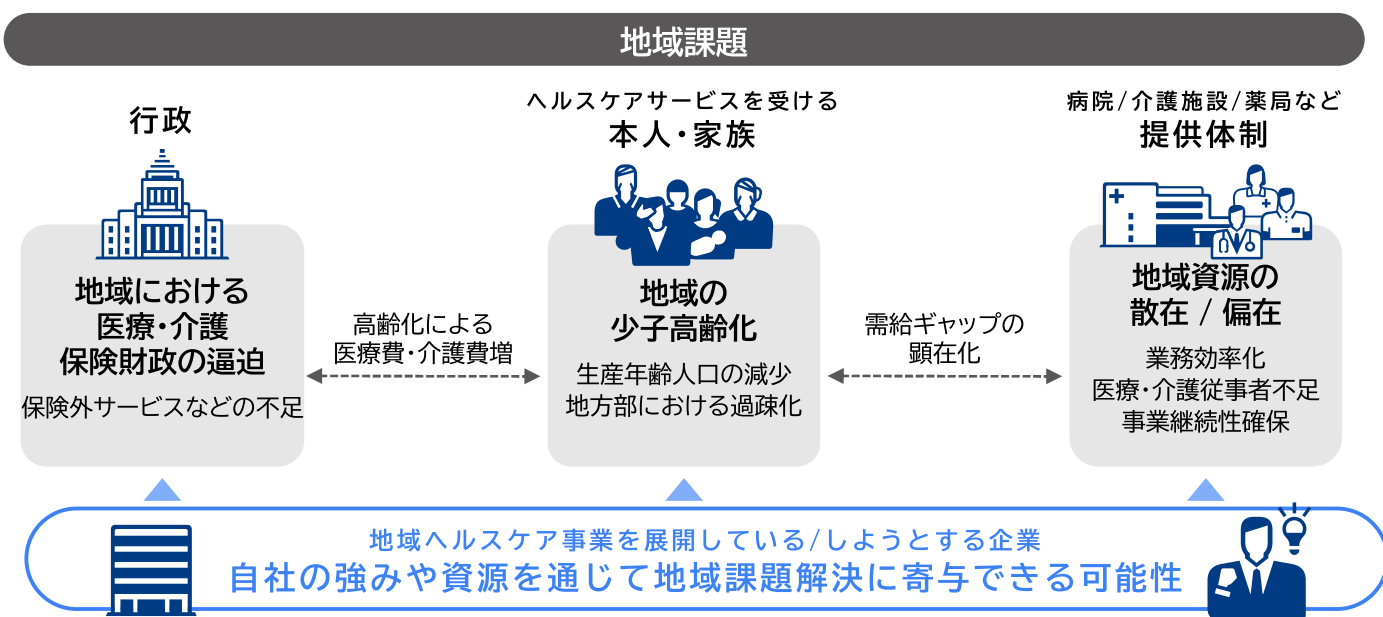 地域課題
行政
地域における
医療・介護
保険財政の逼迫
保険外サービスなどの不足
高齢化による
医療費・介護費増
ヘルスケアサービスを受ける
本人・家族
地域の
少子高齢化
生産年齢人口の減少
地方部における過疎化
需給ギャップの
顕在化
病院/介護施設/薬局など
提供体制
地域資源の
散在 / 偏在
業務効率化
医療・介護従事者不足
事業継続性確保
地域ヘルスケア事業を展開している/しようとする企業
自社の強みや資源を通じて地域課題解決に寄与できる可能性